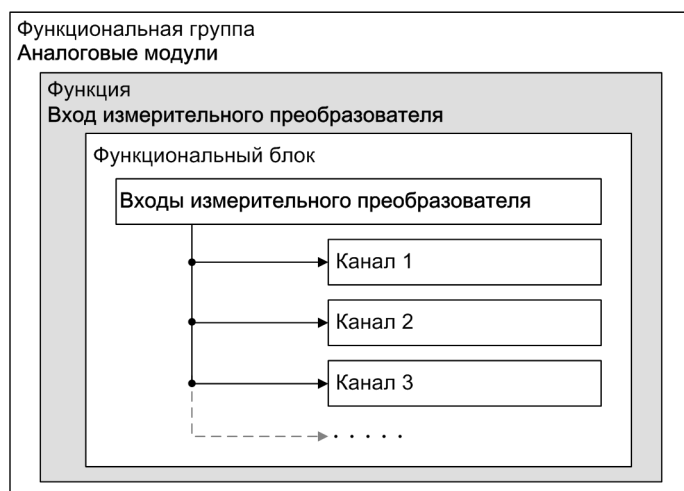 Функциональная группа
Аналоговые модули
Функция
Вход измерительного преобразователя
Функциональный блок
Входы измерительного преобразователя
Канал 1
Канал 2
Канал 3
. . . . .